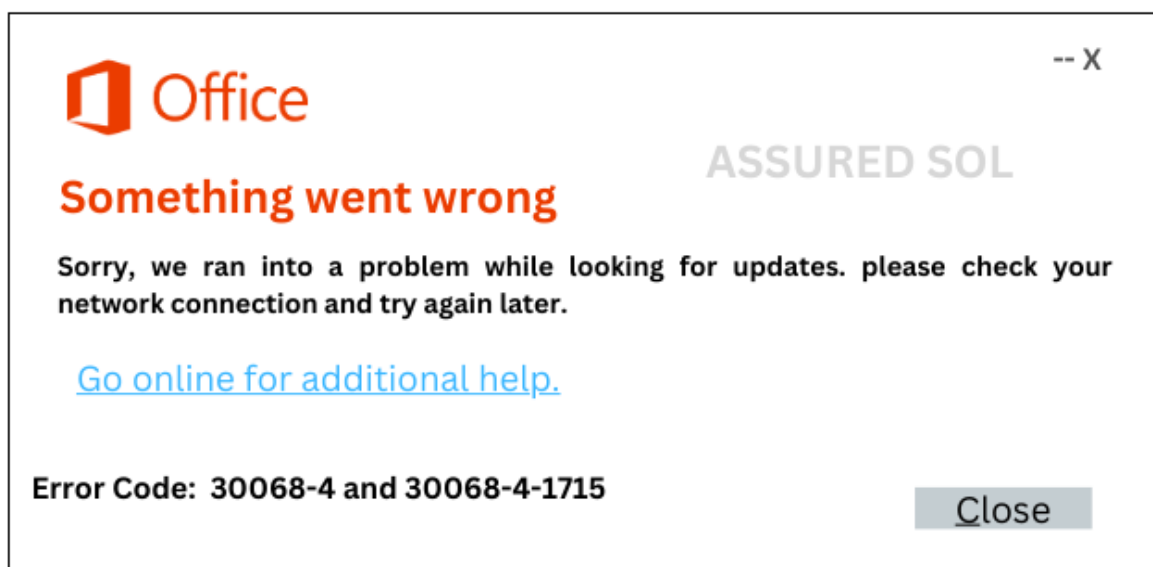 -- X
Office
ASSURED SOL
Something went wrong
Sorry, we ran into a problem while looking for updates. please check your
network connection and try again later.
Go online for additional help.
Error Code: 30068-4 and 30068-4-1715
Close